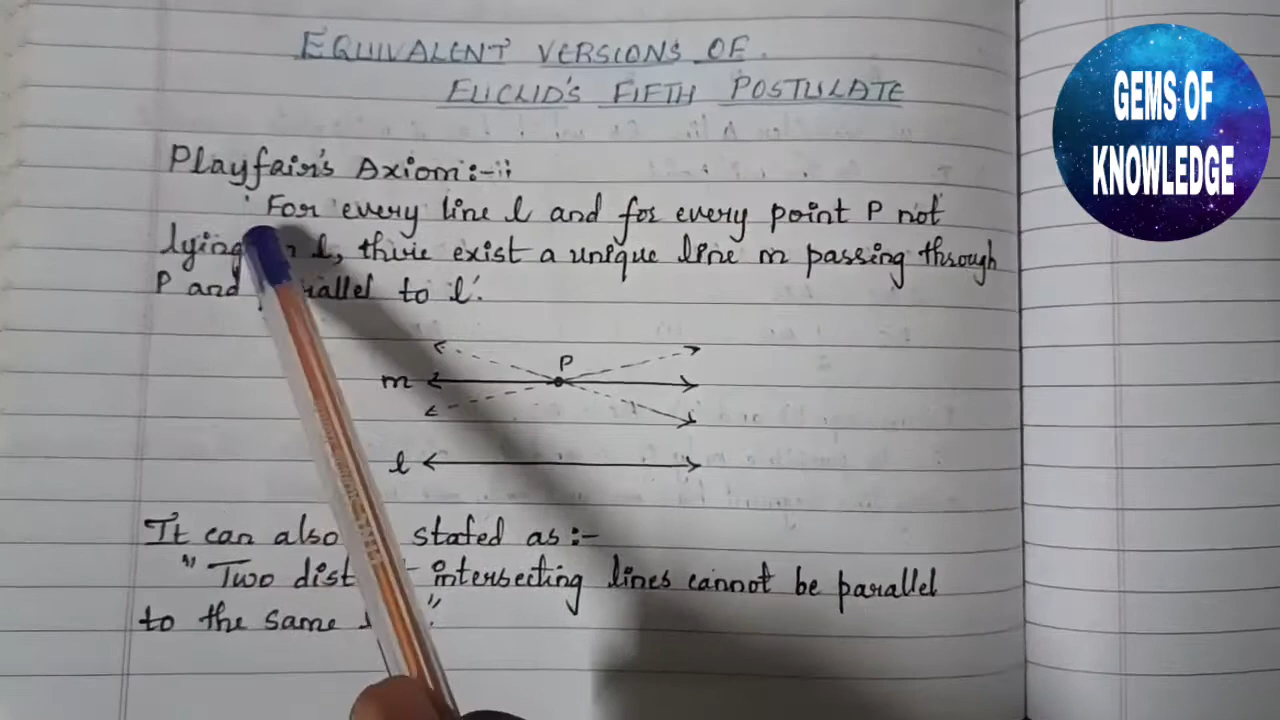 EQUIVALENT VERSIONS OF
EUCLID'S FIFTH POSTULATE
GEMS OF
KNOWLEDGE
Playfair's Axiom:-
'For every line l and for every point P not
lying l, there exist a unique line m passing through
P and to l'.
P
m
l
It can also stated as:-
"Two intersecting lines cannot be parallel
to the same "